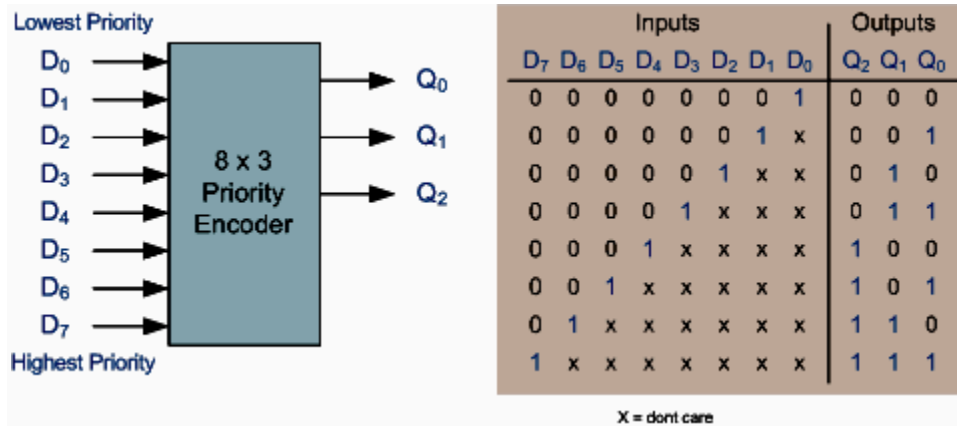 Lowest Priority
D0
D1
D2
D3
D4
D5
D6
D7
Highest Priority
8 x 3
Priority
Encoder
Q0
Q1
Q2
Inputs Outputs
D7 D6 D5 D4 D3 D2 D1 D0 Q2 Q1 Q0
0 0 0 0 0 0 0 1 0 0 0
0 0 0 0 0 0 1 x 0 0 1
0 0 0 0 0 1 x x 0 1 0
0 0 0 0 1 x x x 0 1 1
0 0 0 1 x x x x 1 0 0
0 0 1 x x x x x 1 0 1
0 1 x x x x x x 1 1 0
1 x x x x x x x 1 1 1
X = dont care